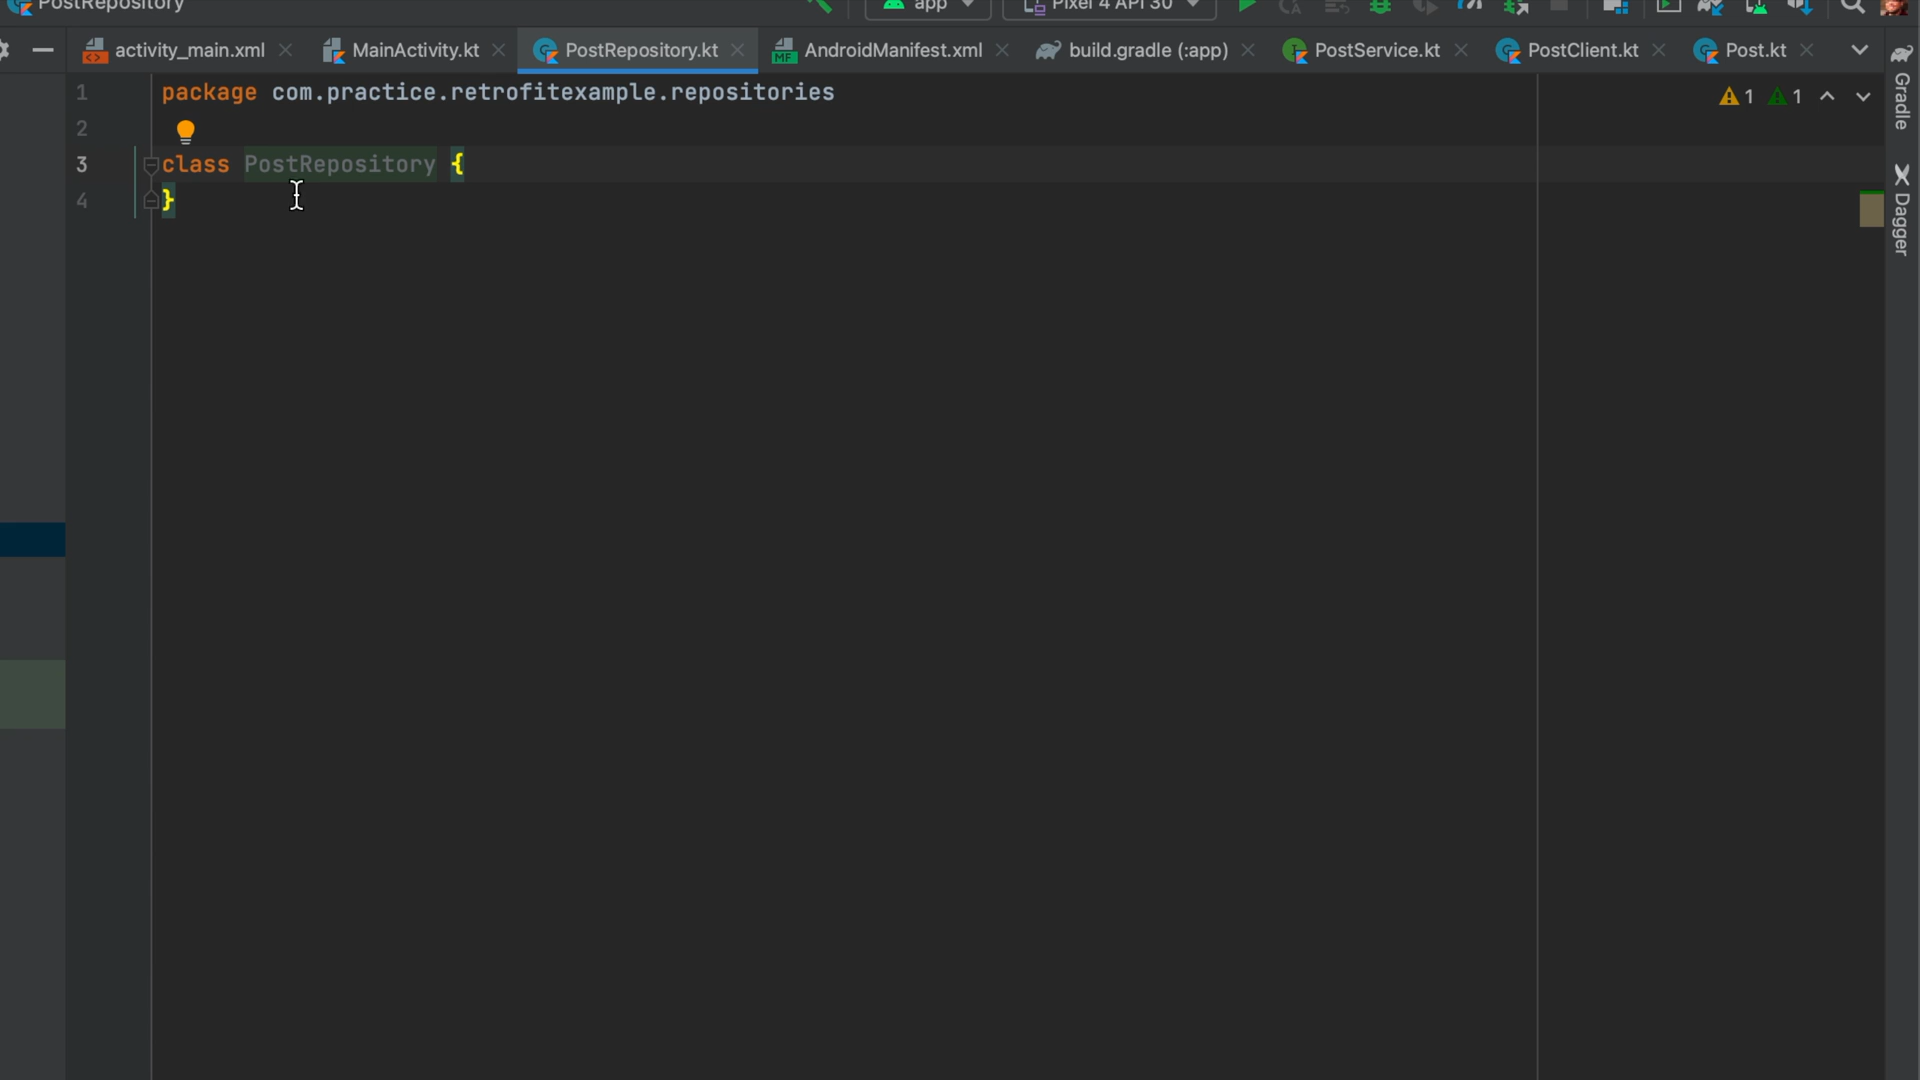 PostRepository
app
Pixel 4 API 30
activity_main.xml
MainActivity.kt
PostRepository.kt
AndroidManifest.xml
build.gradle (:app)
PostService.kt
PostClient.kt
Post.kt
1 package com.practice.retrofitexample.repositories
1 1
2
3 class PostRepository {
4 }
Gradle
Dagger
MF